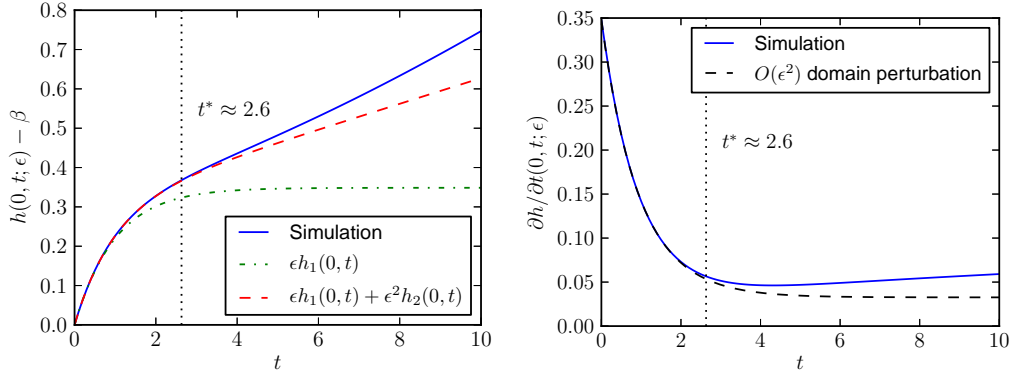 0.8
0.7
0.6
0.5
0.4
0.3
0.2
0.1
0.0
h(0, t; ϵ) − β
t* ≈ 2.6
Simulation
ϵh₁(0, t)
ϵh₁(0, t) + ϵ²h₂(0, t)
0 2 4 6 8 10
t
0.35
0.30
0.25
0.20
0.15
0.10
0.05
0.00
∂h/∂t(0, t; ϵ)
Simulation
O(ϵ²) domain perturbation
t* ≈ 2.6
0 2 4 6 8 10
t